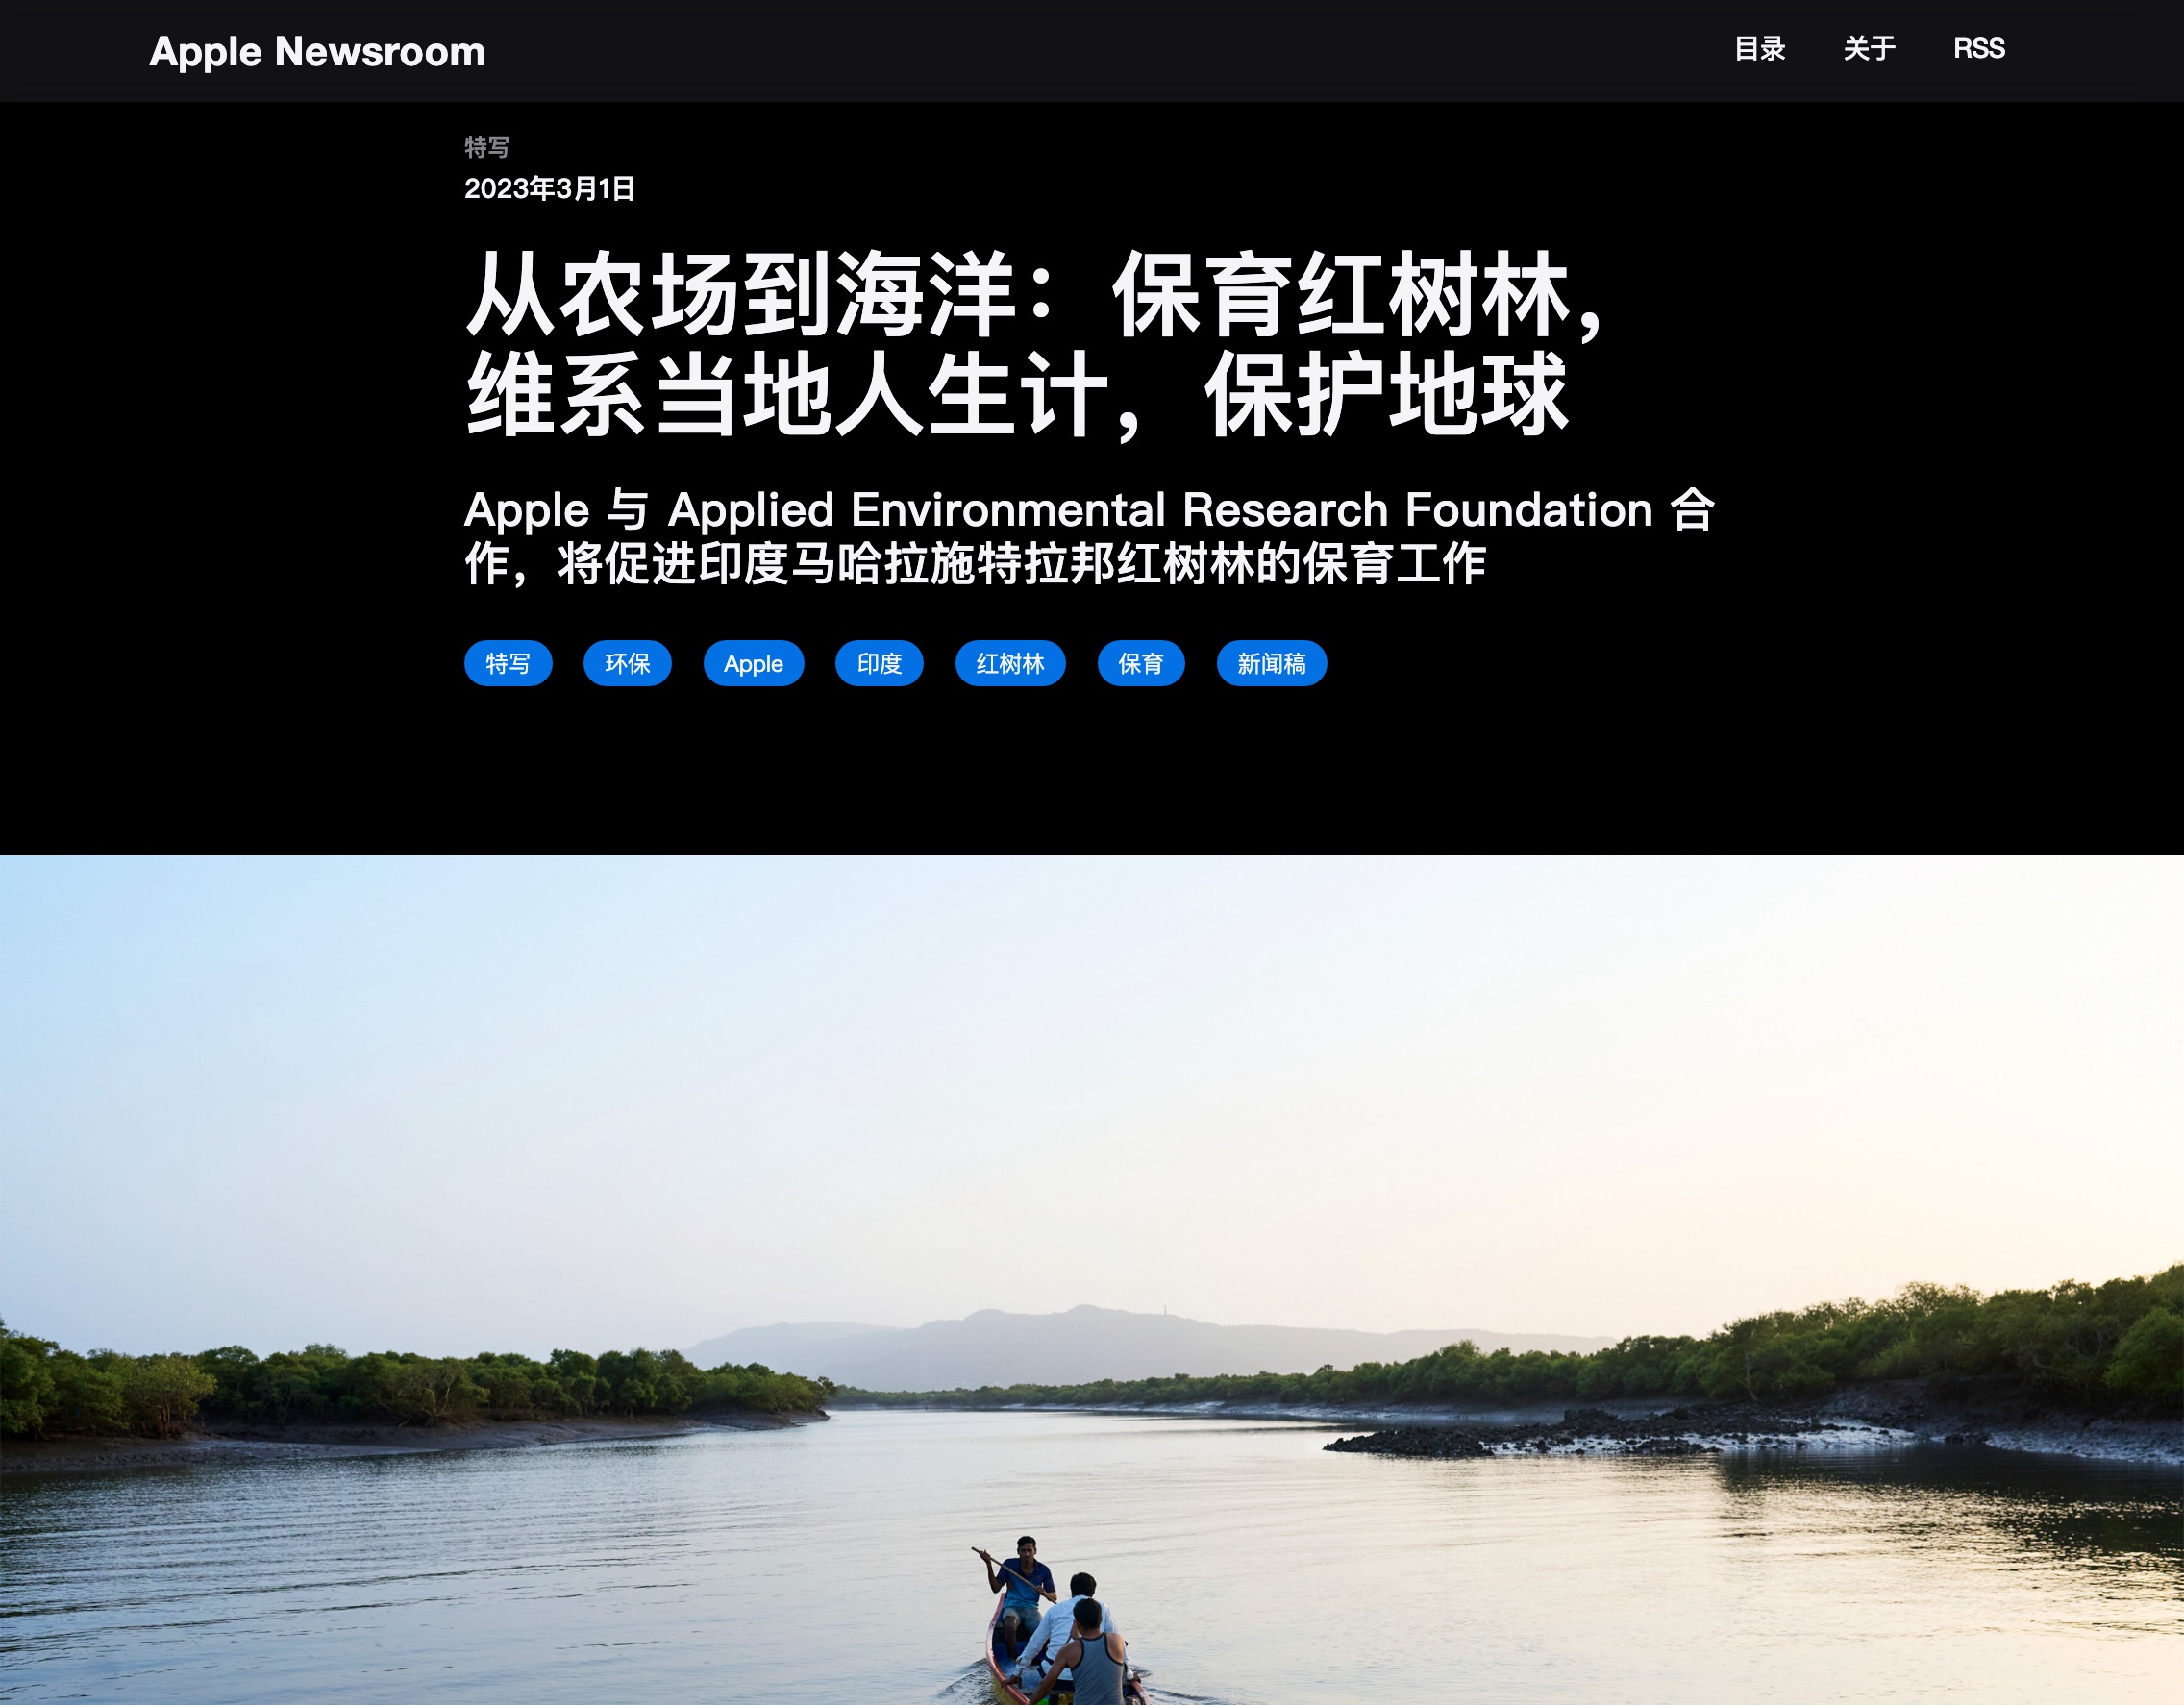 Apple Newsroom
目录 关于 RSS
特写
2023年3月1日
从农场到海洋：保育红树林，
维系当地人生计，保护地球
Apple 与 Applied Environmental Research Foundation 合
作，将促进印度马哈拉施特拉邦红树林的保育工作
特写 环保 Apple 印度 红树林 保育 新闻稿